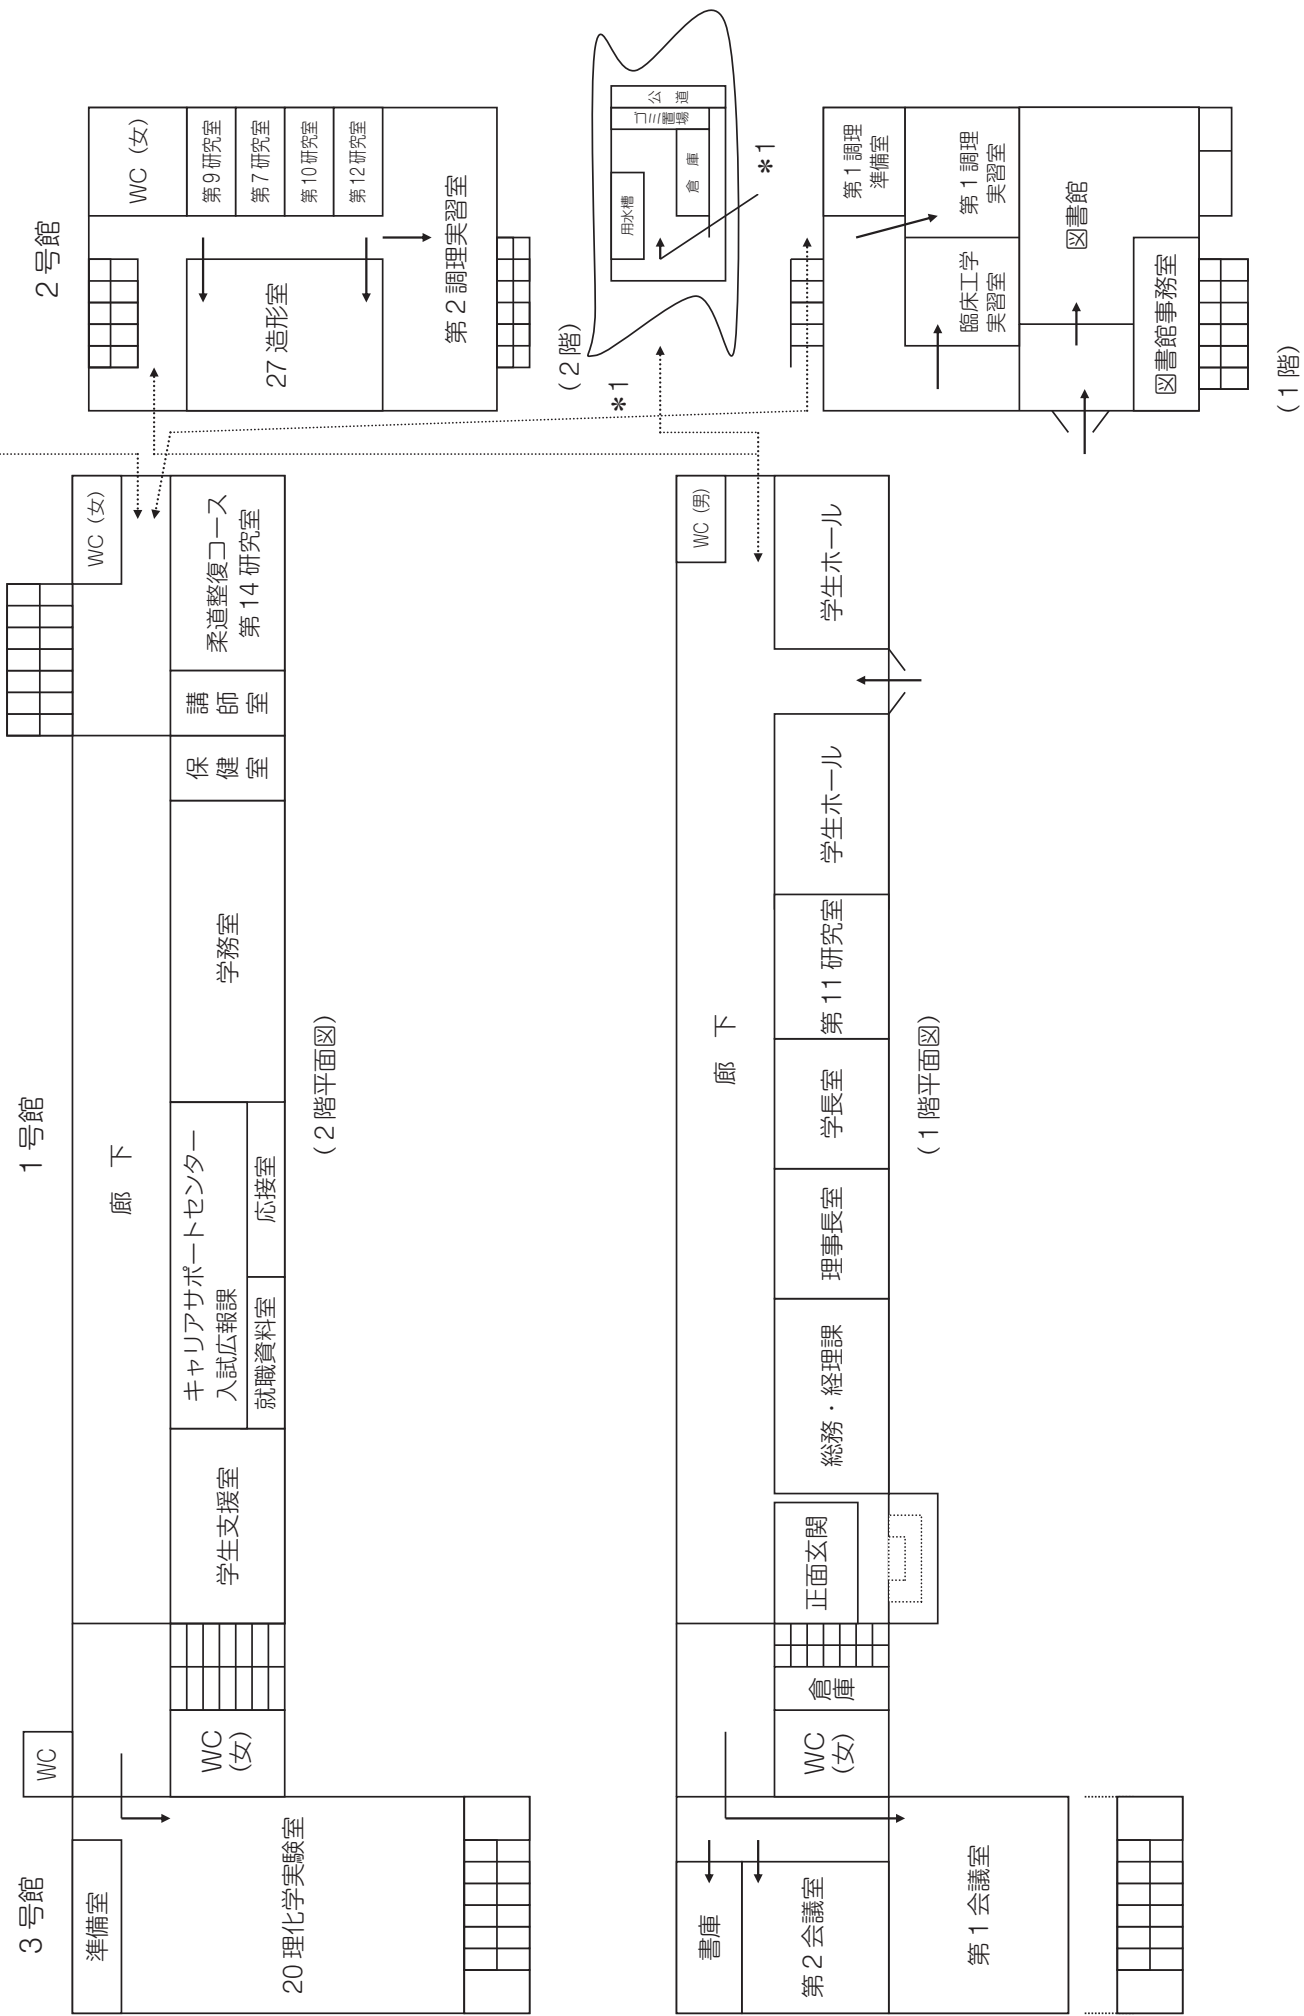 3号館
1号館
2号館
準備室
20理化学実験室
WC
WC
(女)
廊 下
学生支援室
キャリアサポートセンター
入試広報課
就職資料室
応接室
学務室
保健室
講師室
柔道整復コース
第14研究室
WC (女)
(2階平面図)
WC (女)
第9研究室
第7研究室
第10研究室
第12研究室
27造形室
第2調理実習室
(2階)
書庫
第2会議室
第1会議室
WC
(女)
倉庫
正面玄関
廊 下
総務・経理課
理事長室
学長室
第11研究室
学生ホール
学生ホール
WC (男)
(1階平面図)
*1
公 道
ゴミ置場
倉 庫
用水槽
*1
第1調理
準備室
第1調理
実習室
臨床工学
実習室
図書館
図書館事務室
(1階)